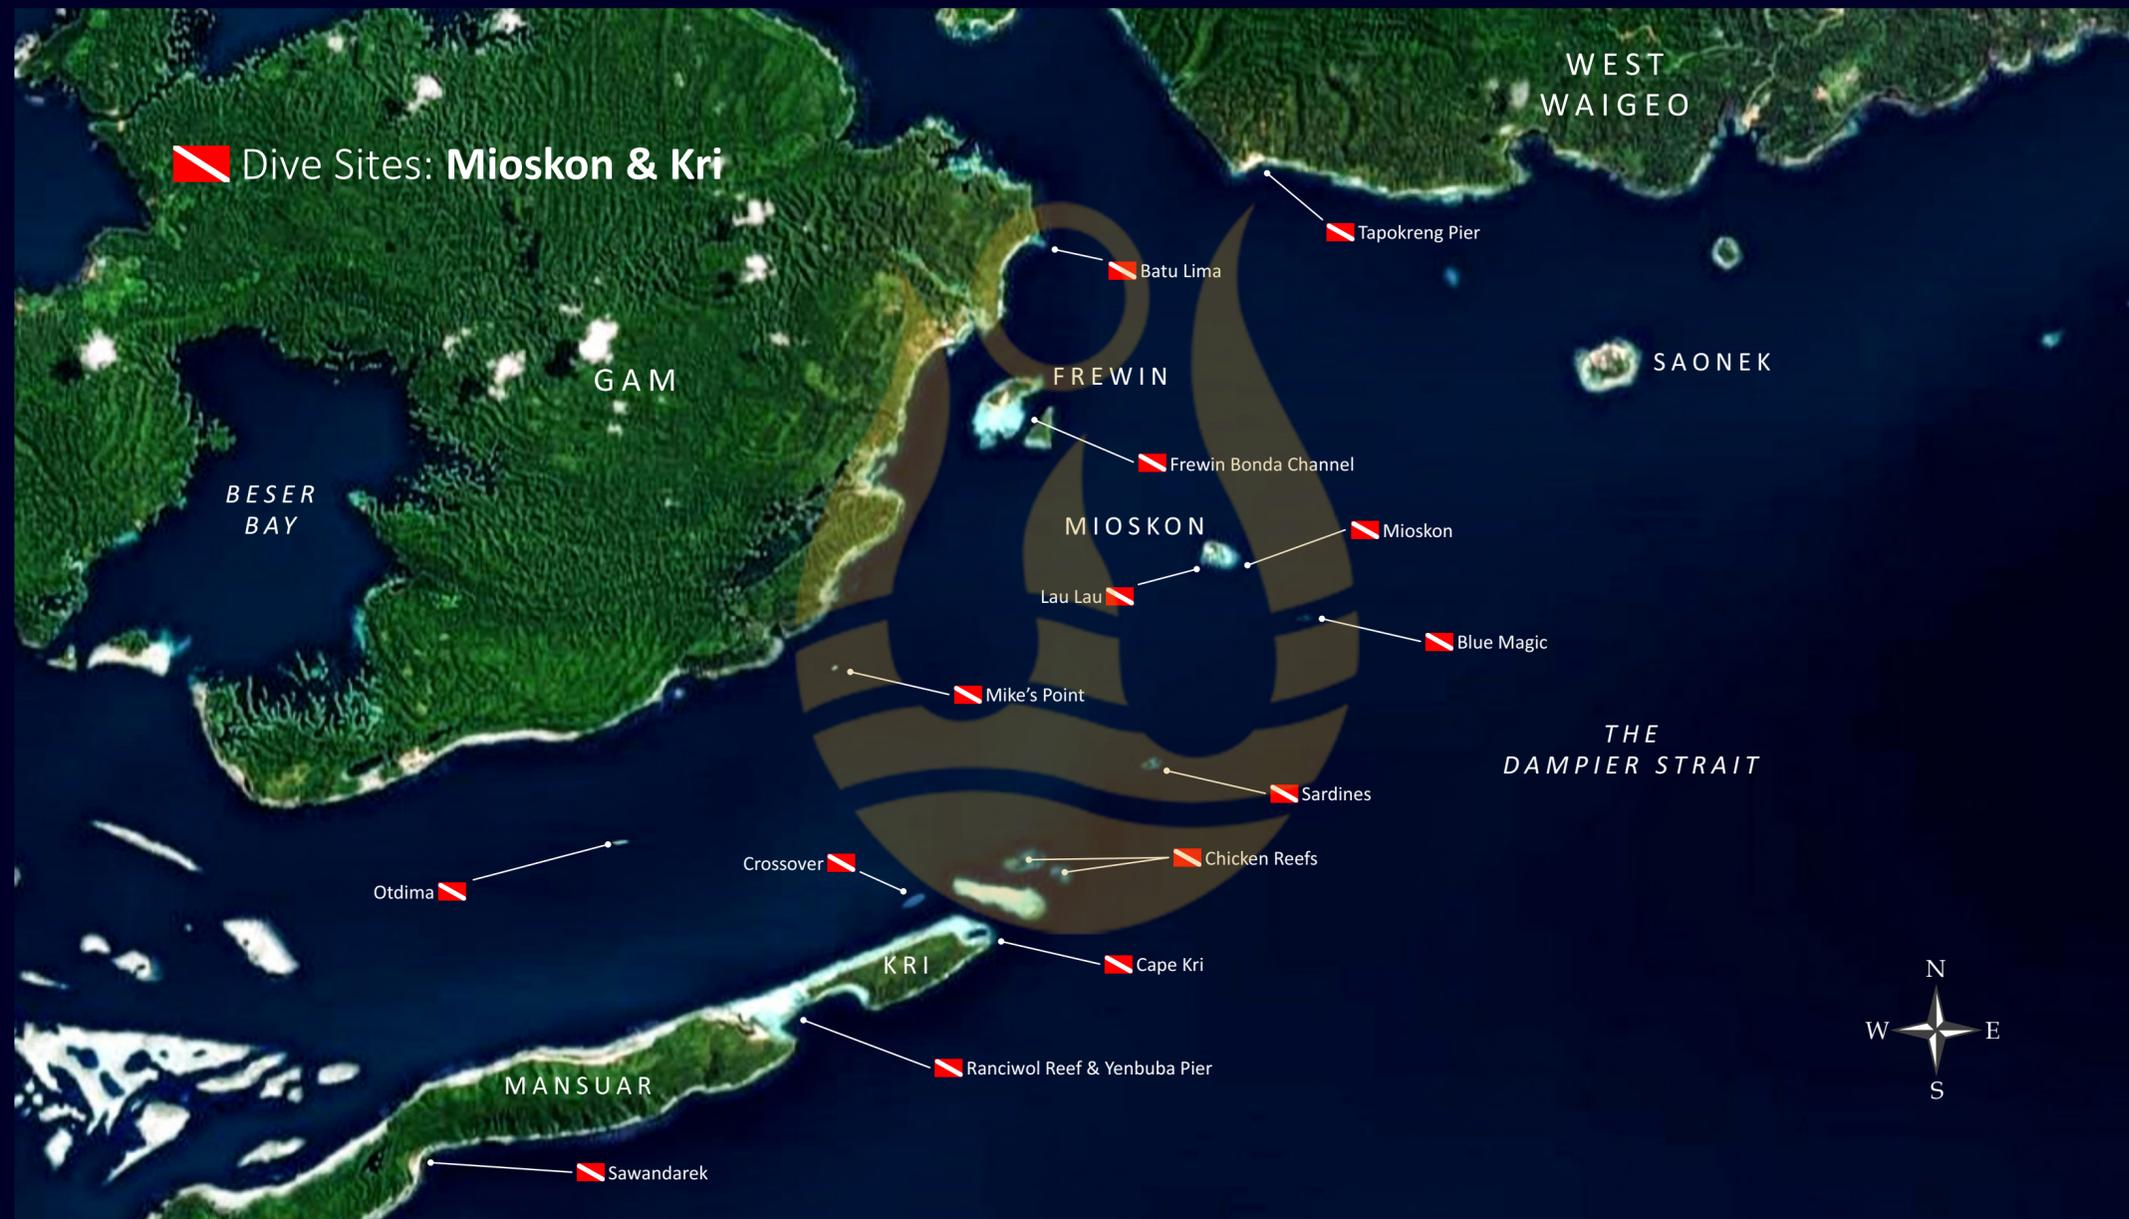 WEST
WAIGEO
Dive Sites: Mioskon & Kri
Tapokreng Pier
Batu Lima
SAONEK
FREWIN
GAM
Frewin Bonda Channel
BESER
BAY
MIOSKON
Mioskon
Lau Lau
Blue Magic
Mike’s Point
THE
DAMPIER STRAIT
Sardines
Chicken Reefs
Crossover
Otdima
Cape Kri
KRI
N
W
E
S
Ranciwol Reef & Yenbuba Pier
MANSUAR
Sawandarek